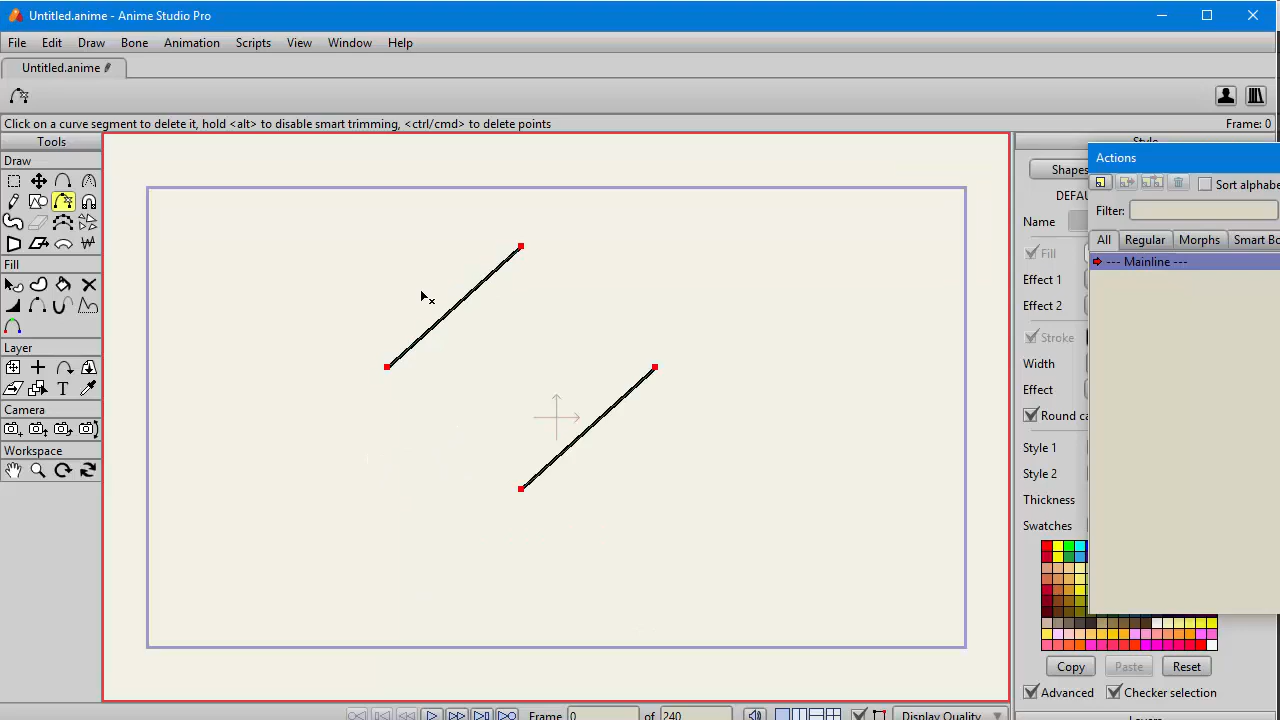 Untitled.anime - Anime Studio Pro
File Edit Draw Bone Animation Scripts View Window Help
Untitled.anime
Click on a curve segment to delete it, hold <alt> to disable smart trimming, <ctrl/cmd> to delete points
Frame: 0
Tools
Draw
Fill
Layer
T
Camera
Workspace
Style
Shapes
DEFAU
Name
Fill
Effect 1
Effect 2
Stroke
Width
Effect
Round ca
Style 1
Style 2
Thickness
Swatches
Copy Paste Reset
Advanced Checker selection
Layers
Actions
Sort alphabe
Filter:
All Regular Morphs Smart Bo
--- Mainline ---
Frame 0 of 240 Display Quality